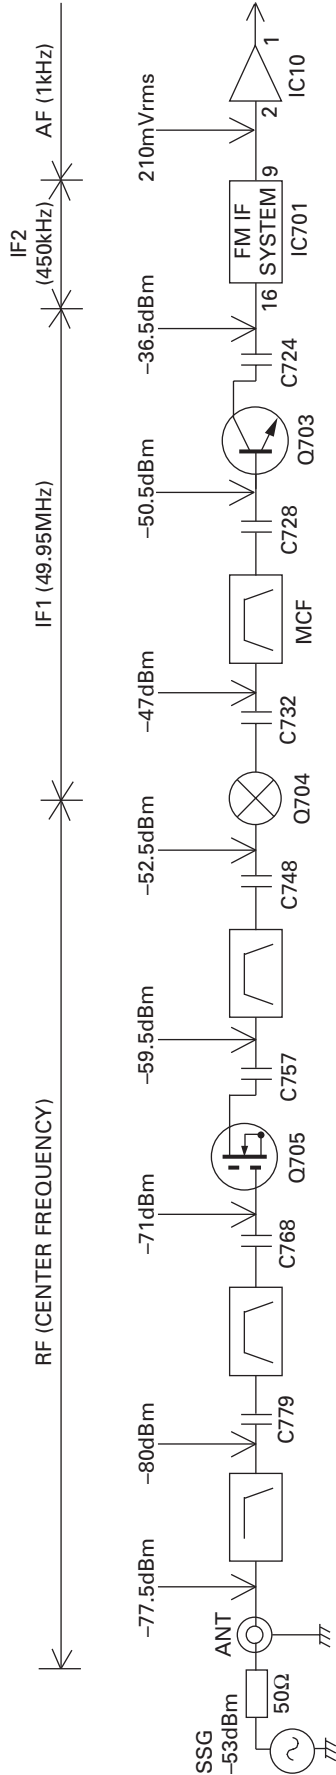 RF (CENTER FREQUENCY)
IF1 (49.95MHz)
IF2
(450kHz)
AF (1kHz)
–77.5dBm
–80dBm
–71dBm
–59.5dBm
–52.5dBm
–47dBm
–50.5dBm
–36.5dBm
210mVrms
SSG
–53dBm
50Ω
ANT
C779
C768
Q705
C757
C748
Q704
C732
MCF
C728
Q703
C724
16
FM IF
SYSTEM
9
IC701
2
1
IC10